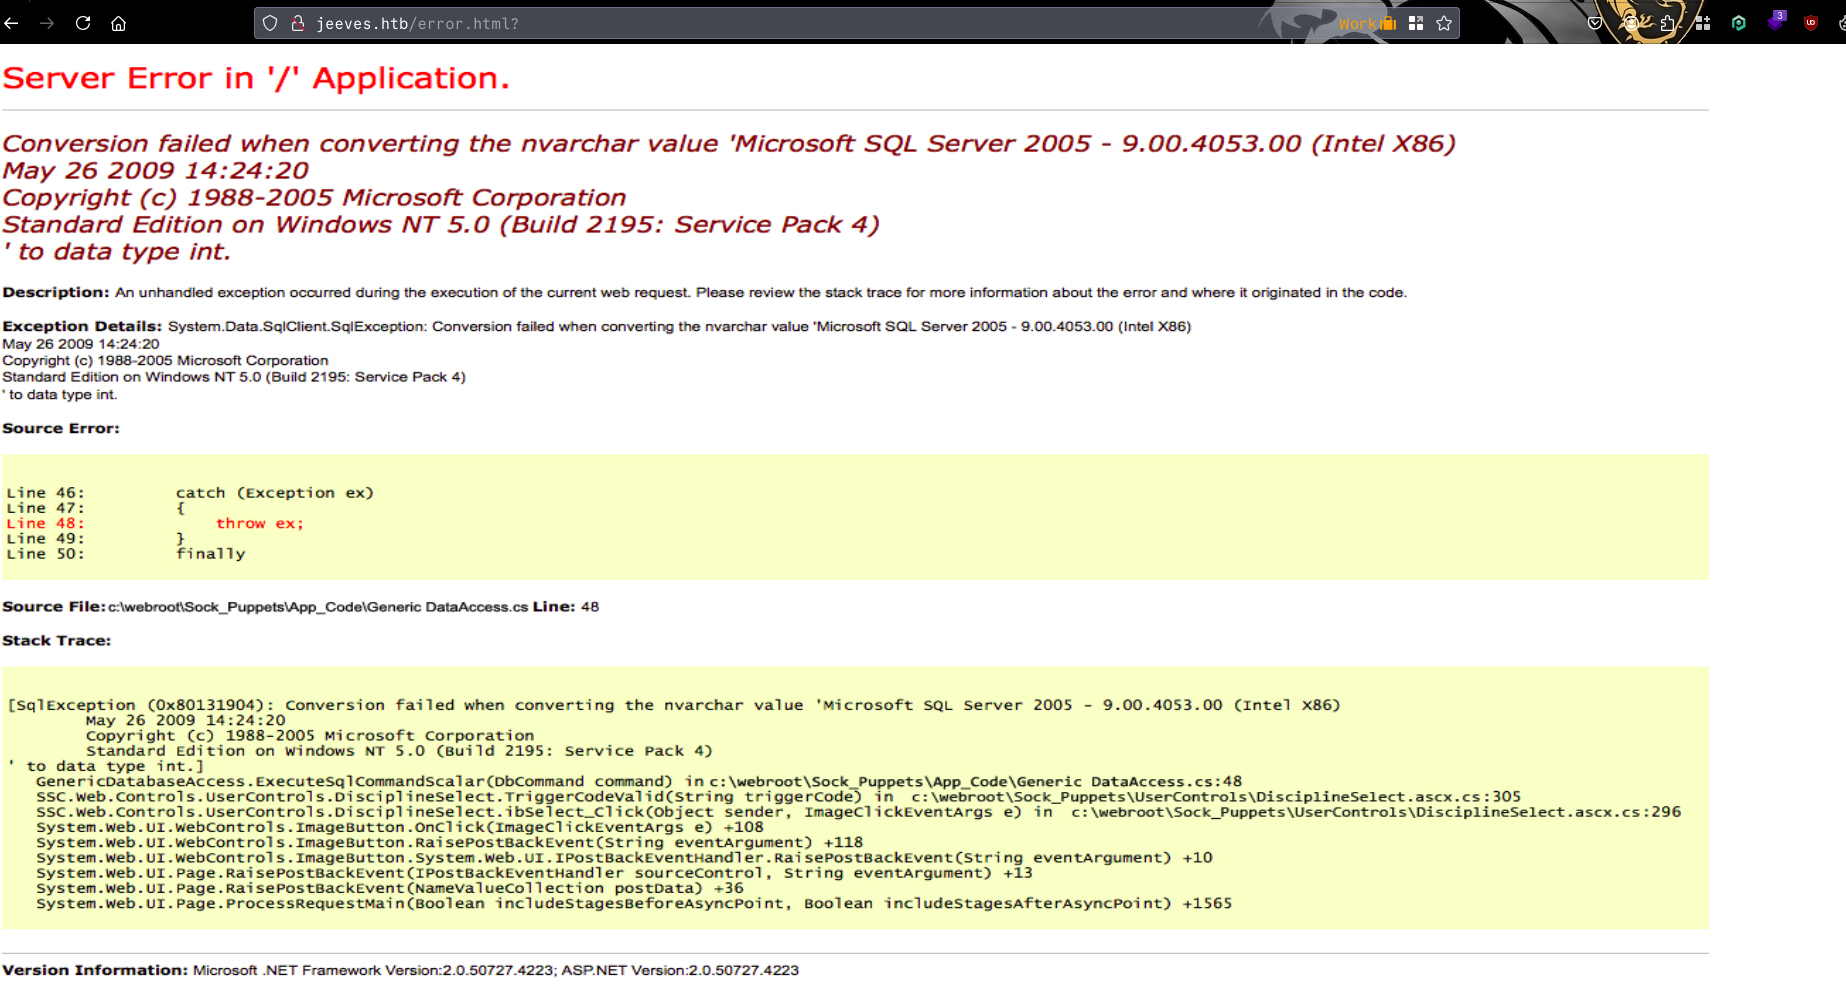 jeeves.htb/error.html?
Work
3
Server Error in '/' Application.
Conversion failed when converting the nvarchar value 'Microsoft SQL Server 2005 - 9.00.4053.00 (Intel X86)
May 26 2009 14:24:20
Copyright (c) 1988-2005 Microsoft Corporation
Standard Edition on Windows NT 5.0 (Build 2195: Service Pack 4)
' to data type int.
Description: An unhandled exception occurred during the execution of the current web request. Please review the stack trace for more information about the error and where it originated in the code.
Exception Details: System.Data.SqlClient.SqlException: Conversion failed when converting the nvarchar value 'Microsoft SQL Server 2005 - 9.00.4053.00 (Intel X86)
May 26 2009 14:24:20
Copyright (c) 1988-2005 Microsoft Corporation
Standard Edition on Windows NT 5.0 (Build 2195: Service Pack 4)
' to data type int.
Source Error:
Line 46:         catch (Exception ex)
Line 47:         {
Line 48:             throw ex;
Line 49:         }
Line 50:         finally
Source File: c:\webroot\Sock_Puppets\App_Code\Generic DataAccess.cs Line: 48
Stack Trace:
[SqlException (0x80131904): Conversion failed when converting the nvarchar value 'Microsoft SQL Server 2005 - 9.00.4053.00 (Intel X86)
May 26 2009 14:24:20
Copyright (c) 1988-2005 Microsoft Corporation
Standard Edition on Windows NT 5.0 (Build 2195: Service Pack 4)
' to data type int.]
GenericDatabaseAccess.ExecuteSqlCommandScalar(DbCommand command) in c:\webroot\Sock_Puppets\App_Code\Generic DataAccess.cs:48
SSC.Web.Controls.UserControls.DisciplineSelect.TriggerCodeValid(String triggerCode) in c:\webroot\Sock_Puppets\UserControls\DisciplineSelect.ascx.cs:305
SSC.Web.Controls.UserControls.DisciplineSelect.ibSelect_Click(Object sender, ImageClickEventArgs e) in c:\webroot\Sock_Puppets\UserControls\DisciplineSelect.ascx.cs:296
System.Web.UI.WebControls.ImageButton.OnClick(ImageClickEventArgs e) +108
System.Web.UI.WebControls.ImageButton.RaisePostBackEvent(String eventArgument) +118
System.Web.UI.WebControls.ImageButton.System.Web.UI.IPostBackEventHandler.RaisePostBackEvent(String eventArgument) +10
System.Web.UI.Page.RaisePostBackEvent(IPostBackEventHandler sourceControl, String eventArgument) +13
System.Web.UI.Page.RaisePostBackEvent(NameValueCollection postData) +36
System.Web.UI.Page.ProcessRequestMain(Boolean includeStagesBeforeAsyncPoint, Boolean includeStagesAfterAsyncPoint) +1565
Version Information: Microsoft .NET Framework Version:2.0.50727.4223; ASP.NET Version:2.0.50727.4223